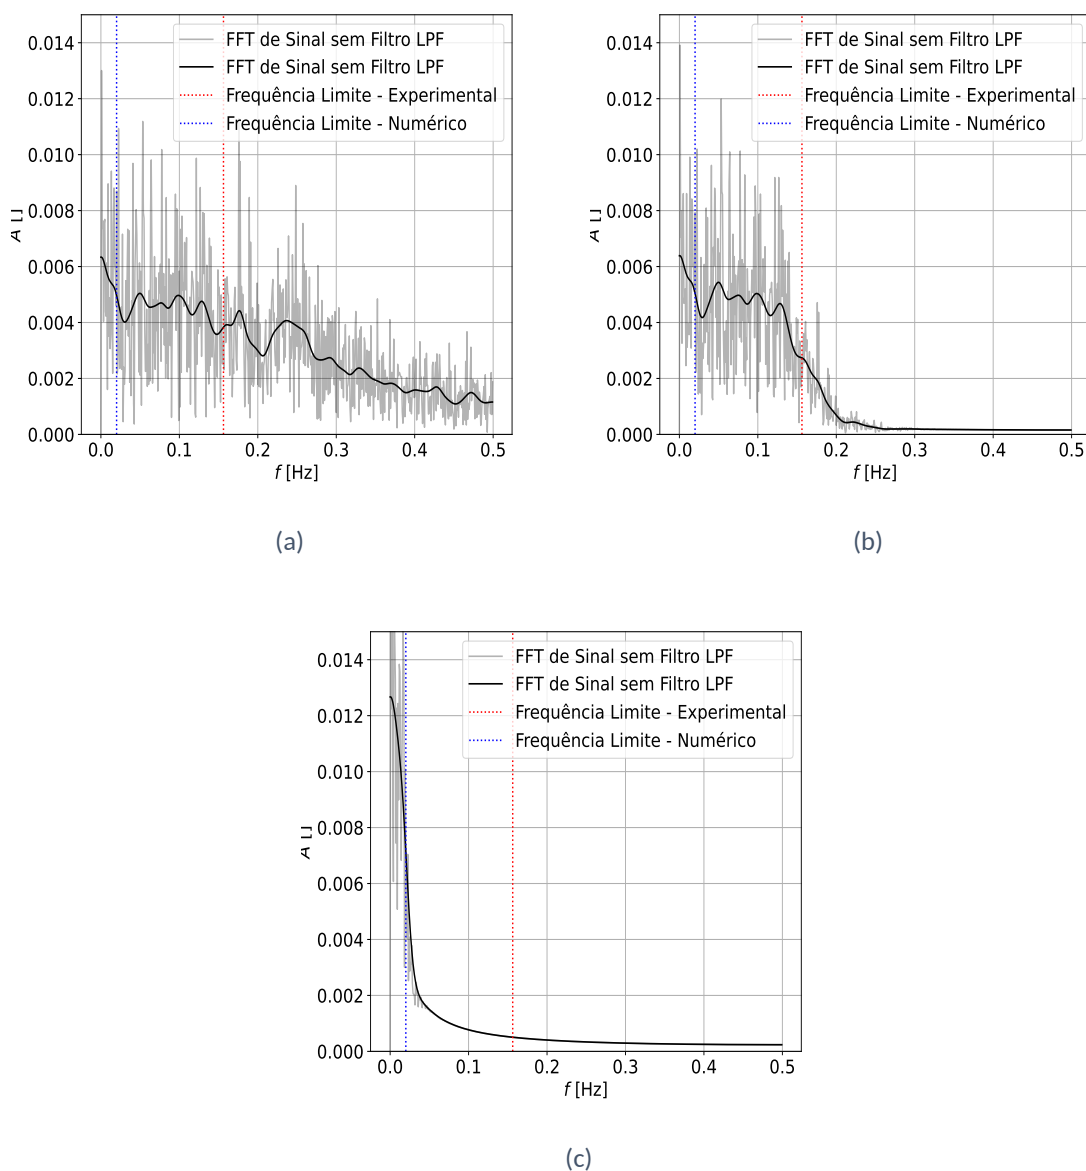 0.014
0.012
0.010
0.008
0.006
0.004
0.002
0.000
A [.]
FFT de Sinal sem Filtro LPF
FFT de Sinal sem Filtro LPF
Frequência Limite - Experimental
Frequência Limite - Numérico
0.0 0.1 0.2 0.3 0.4 0.5
f [Hz]
(a)
0.014
0.012
0.010
0.008
0.006
0.004
0.002
0.000
FFT de Sinal sem Filtro LPF
FFT de Sinal sem Filtro LPF
Frequência Limite - Experimental
Frequência Limite - Numérico
0.0 0.1 0.2 0.3 0.4 0.5
f [Hz]
(b)
0.014
0.012
0.010
0.008
0.006
0.004
0.002
0.000
FFT de Sinal sem Filtro LPF
FFT de Sinal sem Filtro LPF
Frequência Limite - Experimental
Frequência Limite - Numérico
0.0 0.1 0.2 0.3 0.4 0.5
f [Hz]
(c)